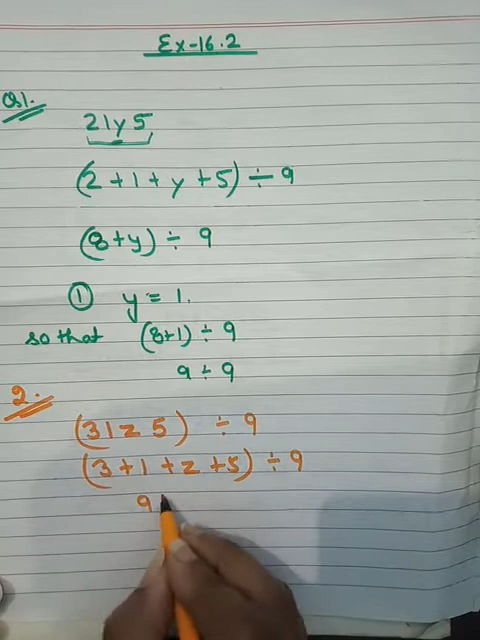 Ex-16.2
Q1.
21y5
(2+1+y+5) ÷ 9
(8+y) ÷ 9
① y = 1.
so that (8+1) ÷ 9
9 ÷ 9
2.
(31z5) ÷ 9
(3+1+z+5) ÷ 9
9